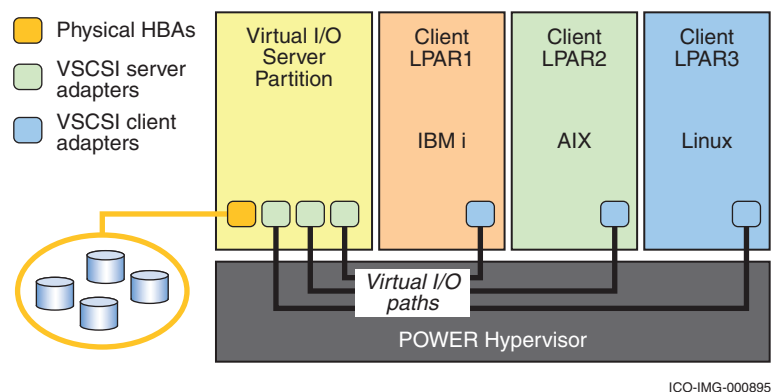 Physical HBAs
VSCSI server
adapters
VSCSI client
adapters
Virtual I/O
Server
Partition
Client
LPAR1
IBM i
Client
LPAR2
AIX
Client
LPAR3
Linux
Virtual I/O
paths
POWER Hypervisor
ICO-IMG-000895